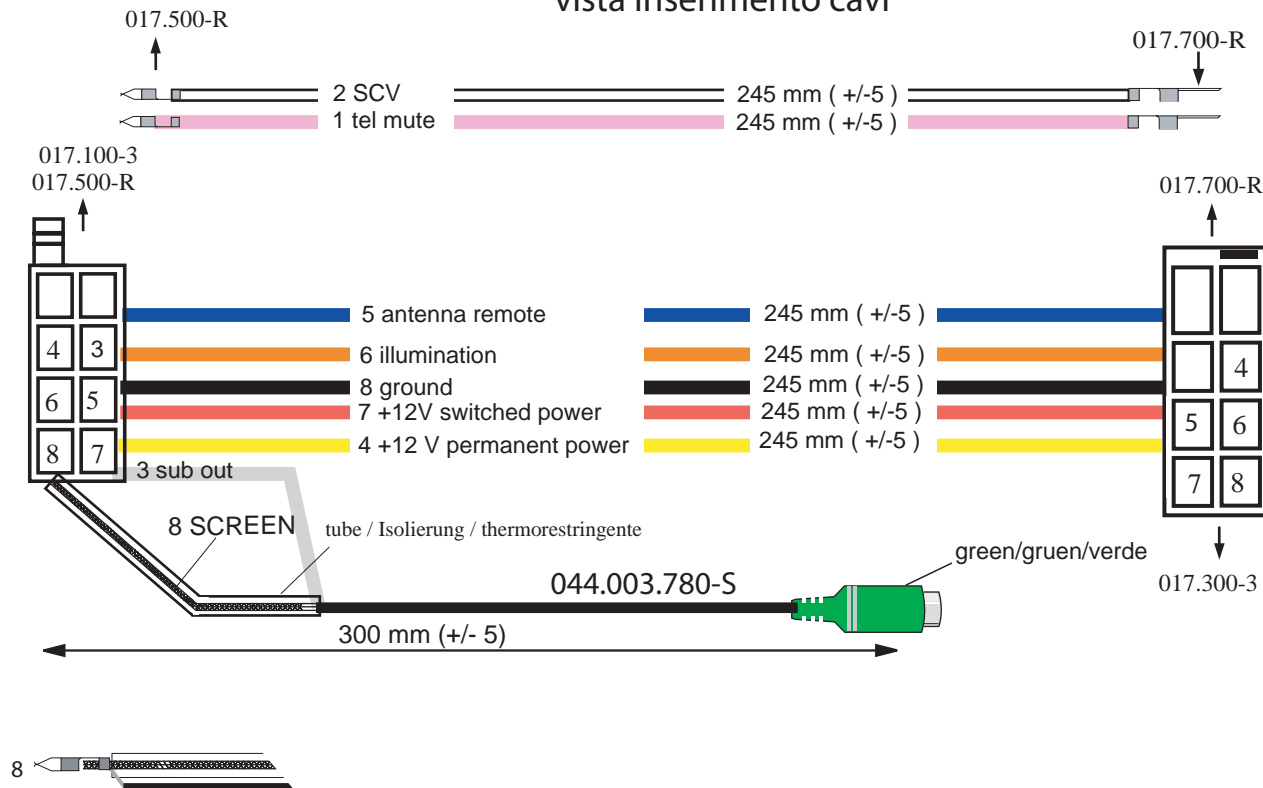 vista inserimento cavi
017.500-R
017.700-R
2 SCV 245 mm ( +/-5 )
1 tel mute 245 mm ( +/-5 )
017.100-3
017.500-R
017.700-R
5 antenna remote 245 mm ( +/-5 )
4 3 6 illumination 245 mm ( +/-5 ) 4
8 ground 245 mm ( +/-5 )
6 5 7 +12V switched power 245 mm ( +/-5 ) 5 6
8 7 4 +12 V permanent power 245 mm ( +/-5 )
3 sub out 7 8
8 SCREEN tube / Isolierung / thermorestringente
green/gruen/verde
044.003.780-S 017.300-3
300 mm (+/- 5)
8